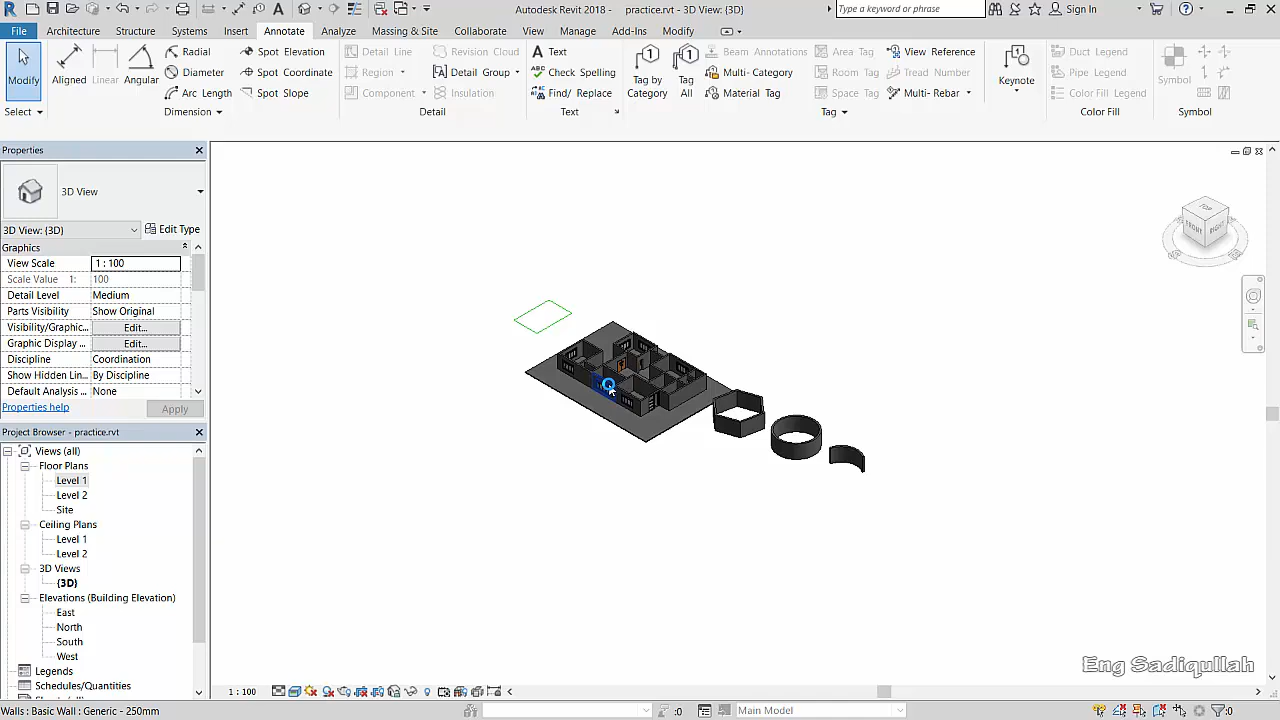 Autodesk Revit 2018 - practice.rvt - 3D View: {3D}
Type a keyword or phrase
Sign In
File Architecture Structure Systems Insert Annotate Analyze Massing & Site Collaborate View Manage Add-Ins Modify
Modify
Select
Aligned
Linear
Angular
Radial
Diameter
Arc Length
Spot Elevation
Spot Coordinate
Spot Slope
Dimension
Detail Line
Region
Component
Revision Cloud
Detail Group
Insulation
Detail
Text
Check Spelling
Find/ Replace
Text
Tag by Category
Tag All
Beam Annotations
Multi- Category
Material Tag
Area Tag
Room Tag
Space Tag
View Reference
Tread Number
Multi- Rebar
Tag
Keynote
Duct Legend
Pipe Legend
Color Fill Legend
Color Fill
Symbol
Symbol
Properties
3D View
3D View: {3D}
Edit Type
Graphics
View Scale 1 : 100
Scale Value 1: 100
Detail Level Medium
Parts Visibility Show Original
Visibility/Graphic... Edit...
Graphic Display ... Edit...
Discipline Coordination
Show Hidden Lin... By Discipline
Default Analysis ... None
Properties help Apply
Project Browser - practice.rvt
Views (all)
Floor Plans
Level 1
Level 2
Site
Ceiling Plans
Level 1
Level 2
3D Views
{3D}
Elevations (Building Elevation)
East
North
South
West
Legends
Schedules/Quantities
TOP
FRONT
RIGHT
Eng Sadiqullah
1 : 100
Walls : Basic Wall : Generic - 250mm
:0
Main Model
:0